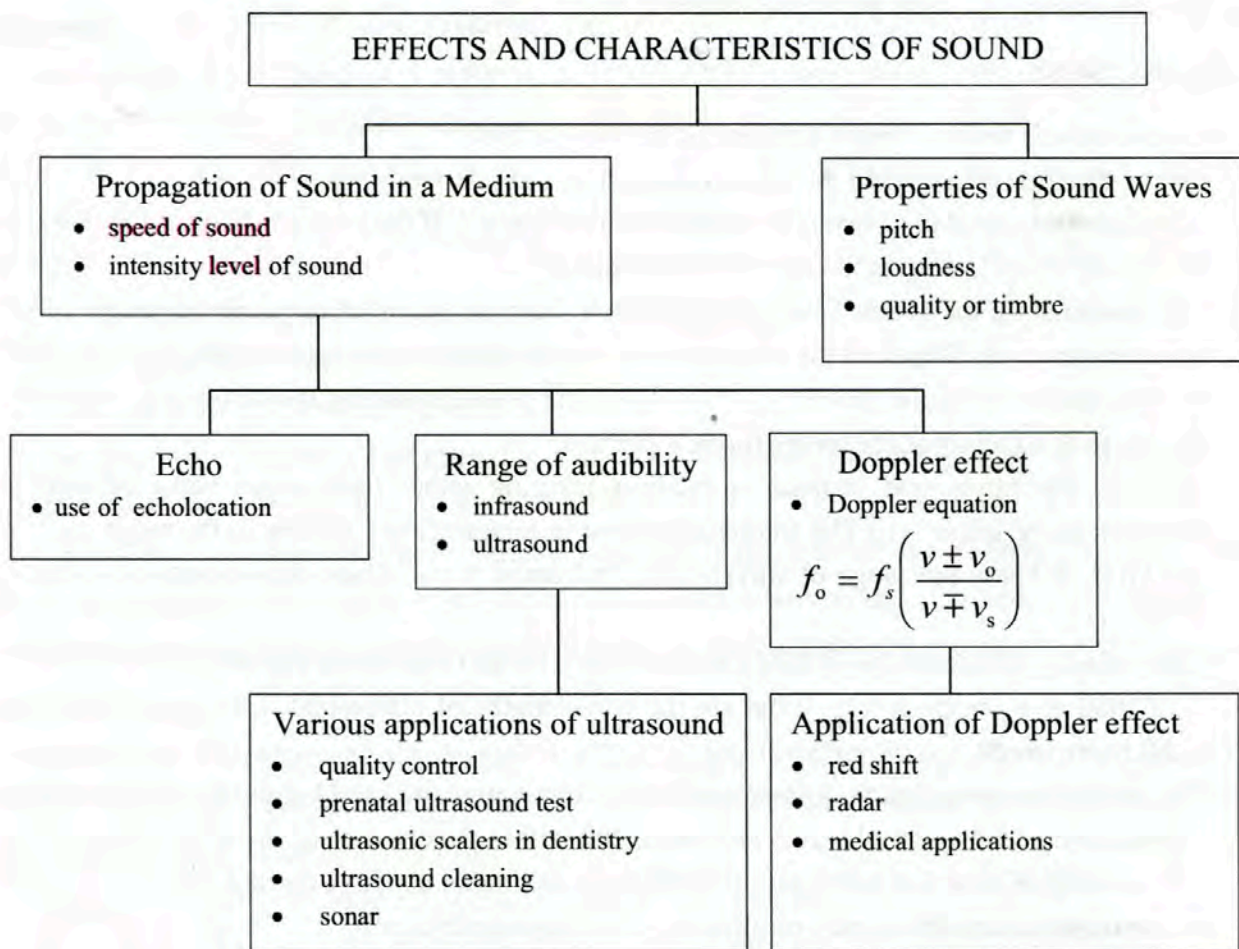 EFFECTS AND CHARACTERISTICS OF SOUND
Propagation of Sound in a Medium
• speed of sound
• intensity level of sound
Properties of Sound Waves
• pitch
• loudness
• quality or timbre
Echo
• use of echolocation
Range of audibility
• infrasound
• ultrasound
Doppler effect
• Doppler equation
f_o = f_s ( (v ± v_o) / (v ∓ v_s) )
Various applications of ultrasound
• quality control
• prenatal ultrasound test
• ultrasonic scalers in dentistry
• ultrasound cleaning
• sonar
Application of Doppler effect
• red shift
• radar
• medical applications